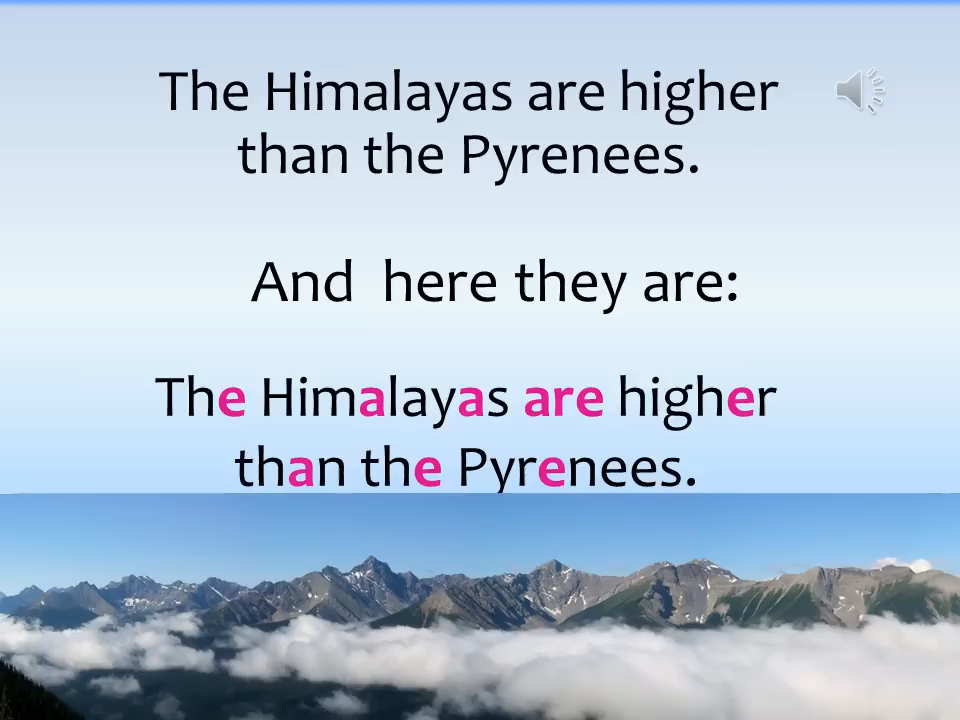 The Himalayas are higher
than the Pyrenees.
And here they are:
The Himalayas are higher
than the Pyrenees.